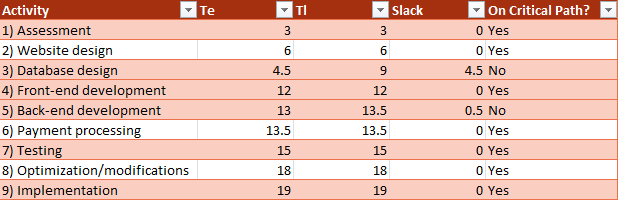 Activity Te Tl Slack On Critical Path?
1) Assessment 3 3 0 Yes
2) Website design 6 6 0 Yes
3) Database design 4.5 9 4.5 No
4) Front-end development 12 12 0 Yes
5) Back-end development 13 13.5 0.5 No
6) Payment processing 13.5 13.5 0 Yes
7) Testing 15 15 0 Yes
8) Optimization/modifications 18 18 0 Yes
9) Implementation 19 19 0 Yes